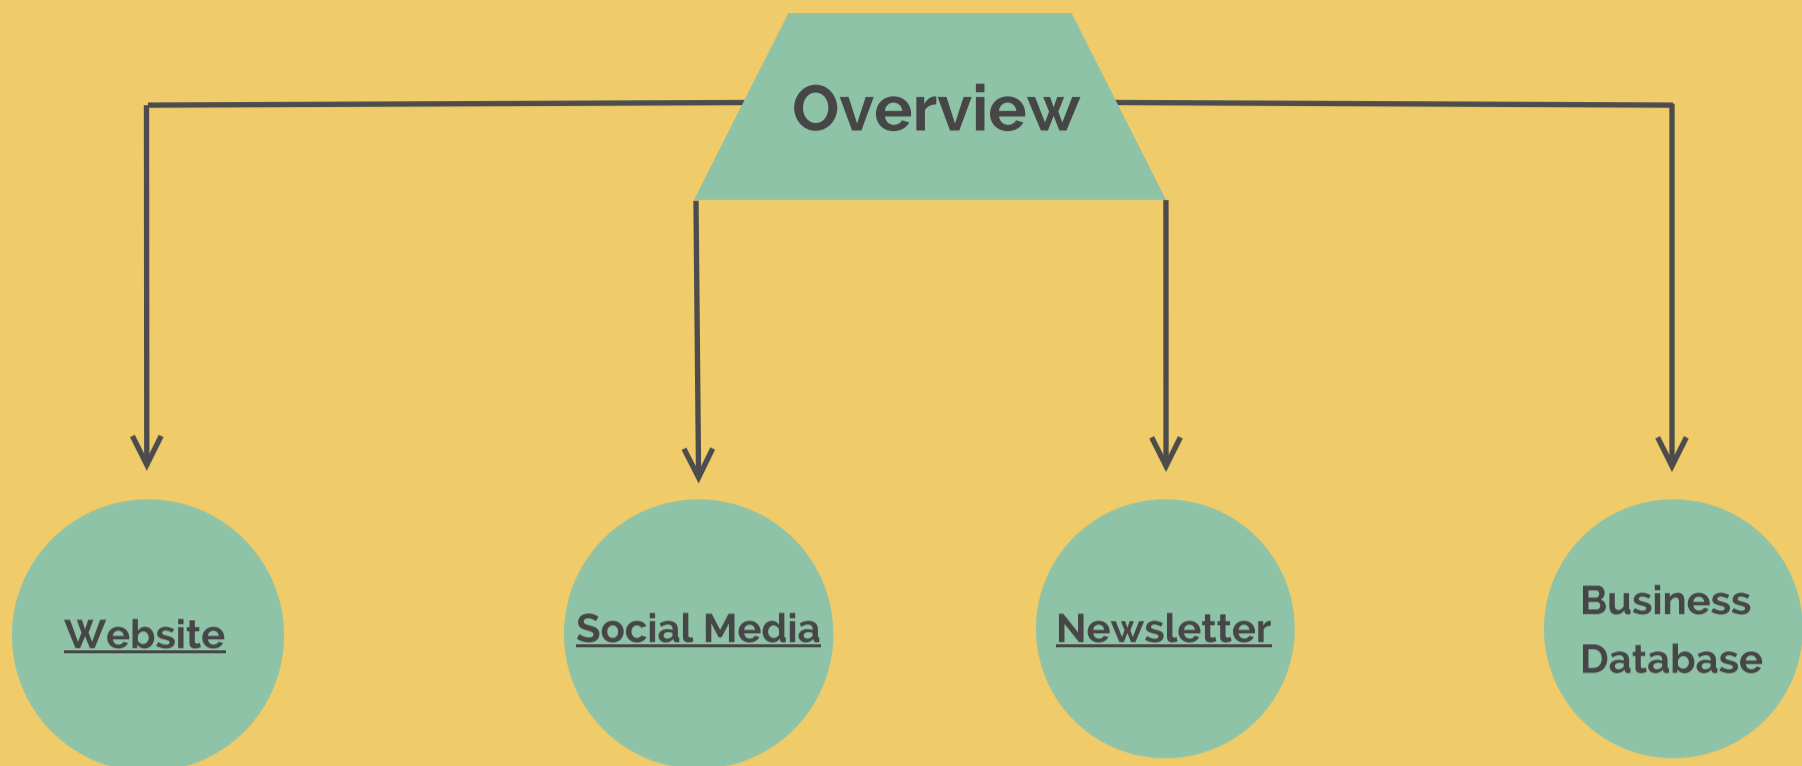 Overview
Website
Social Media
Newsletter
Business
Database